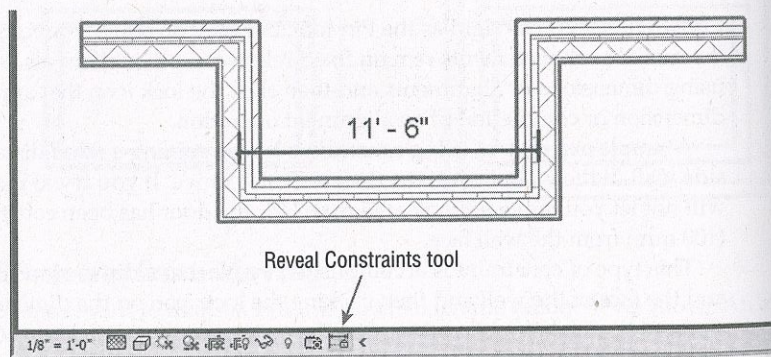 11' - 6"
Reveal Constraints tool
1/8" = 1'-0"